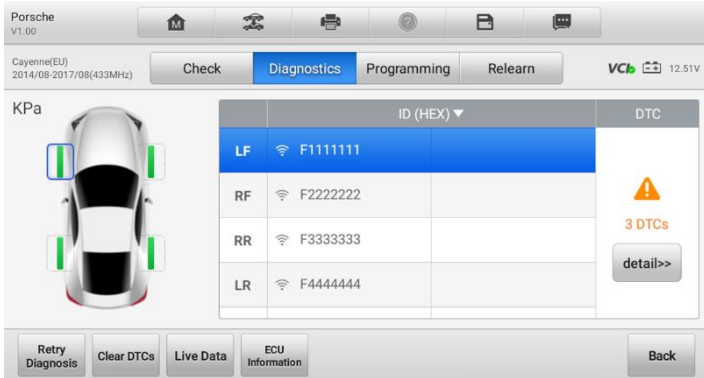 Porsche
V1.00
M
Cayenne(EU)
2014/08-2017/08(433MHz)
Check
Diagnostics
Programming
Relearn
VCI
12.51V
KPa
ID (HEX) ▼
DTC
LF F1111111
RF F2222222
RR F3333333
LR F4444444
3 DTCs
detail>>
Retry
Diagnosis
Clear DTCs
Live Data
ECU
Information
Back